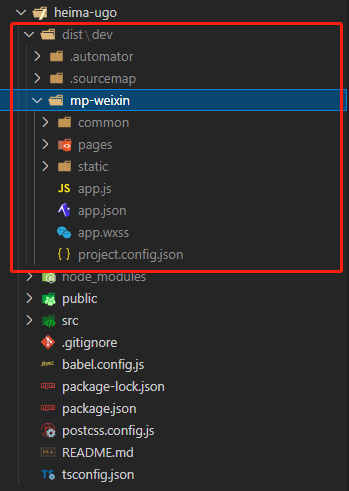 heima-ugo
dist\dev
.automator
.sourcemap
mp-weixin
common
pages
static
JS app.js
app.json
app.wxss
{ } project.config.json
node_modules
public
src
.gitignore
babel.config.js
package-lock.json
package.json
postcss.config.js
README.md
TS tsconfig.json